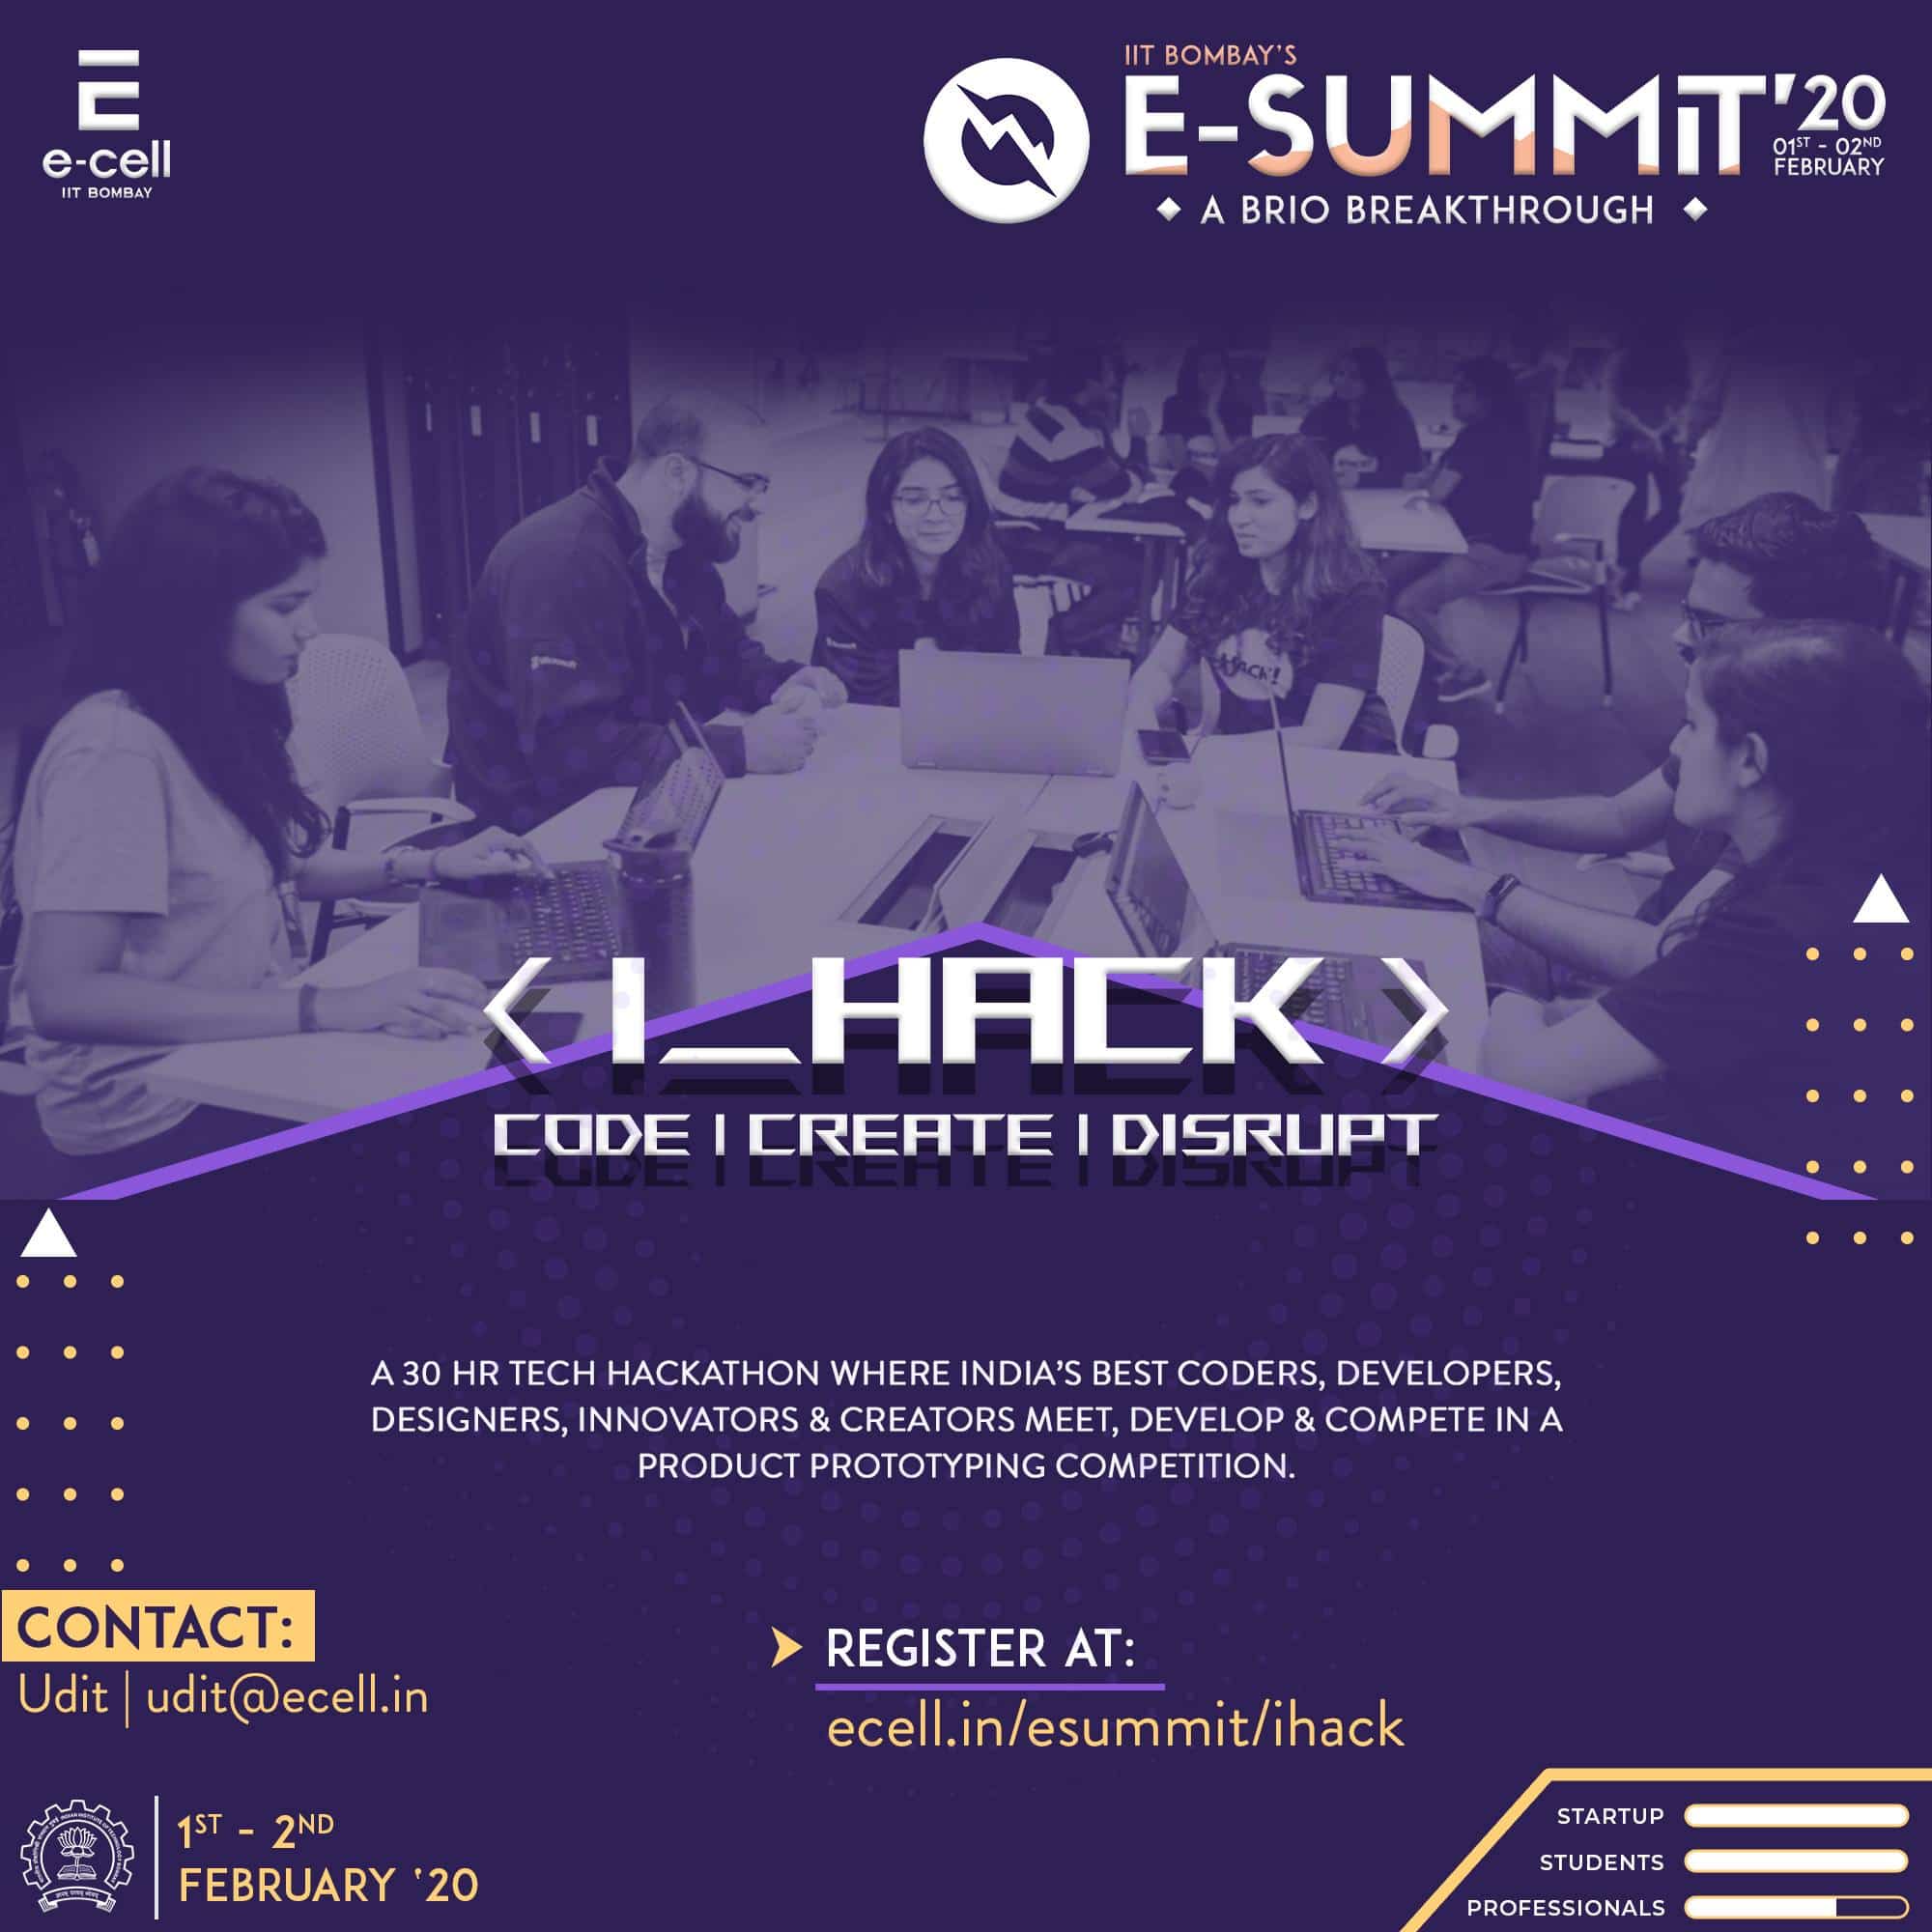 e-cell
IIT BOMBAY
IIT BOMBAY'S
E-SUMMIT'20
01ST - 02ND
FEBRUARY
A BRIO BREAKTHROUGH
Microsoft
HACK!
<I_HACK>
CODE | CREATE | DISRUPT
A 30 HR TECH HACKATHON WHERE INDIA'S BEST CODERS, DEVELOPERS,
DESIGNERS, INNOVATORS & CREATORS MEET, DEVELOP & COMPETE IN A
PRODUCT PROTOTYPING COMPETITION.
CONTACT:
Udit | udit@ecell.in
REGISTER AT:
ecell.in/esummit/ihack
1ST - 2ND
FEBRUARY '20
STARTUP
STUDENTS
PROFESSIONALS